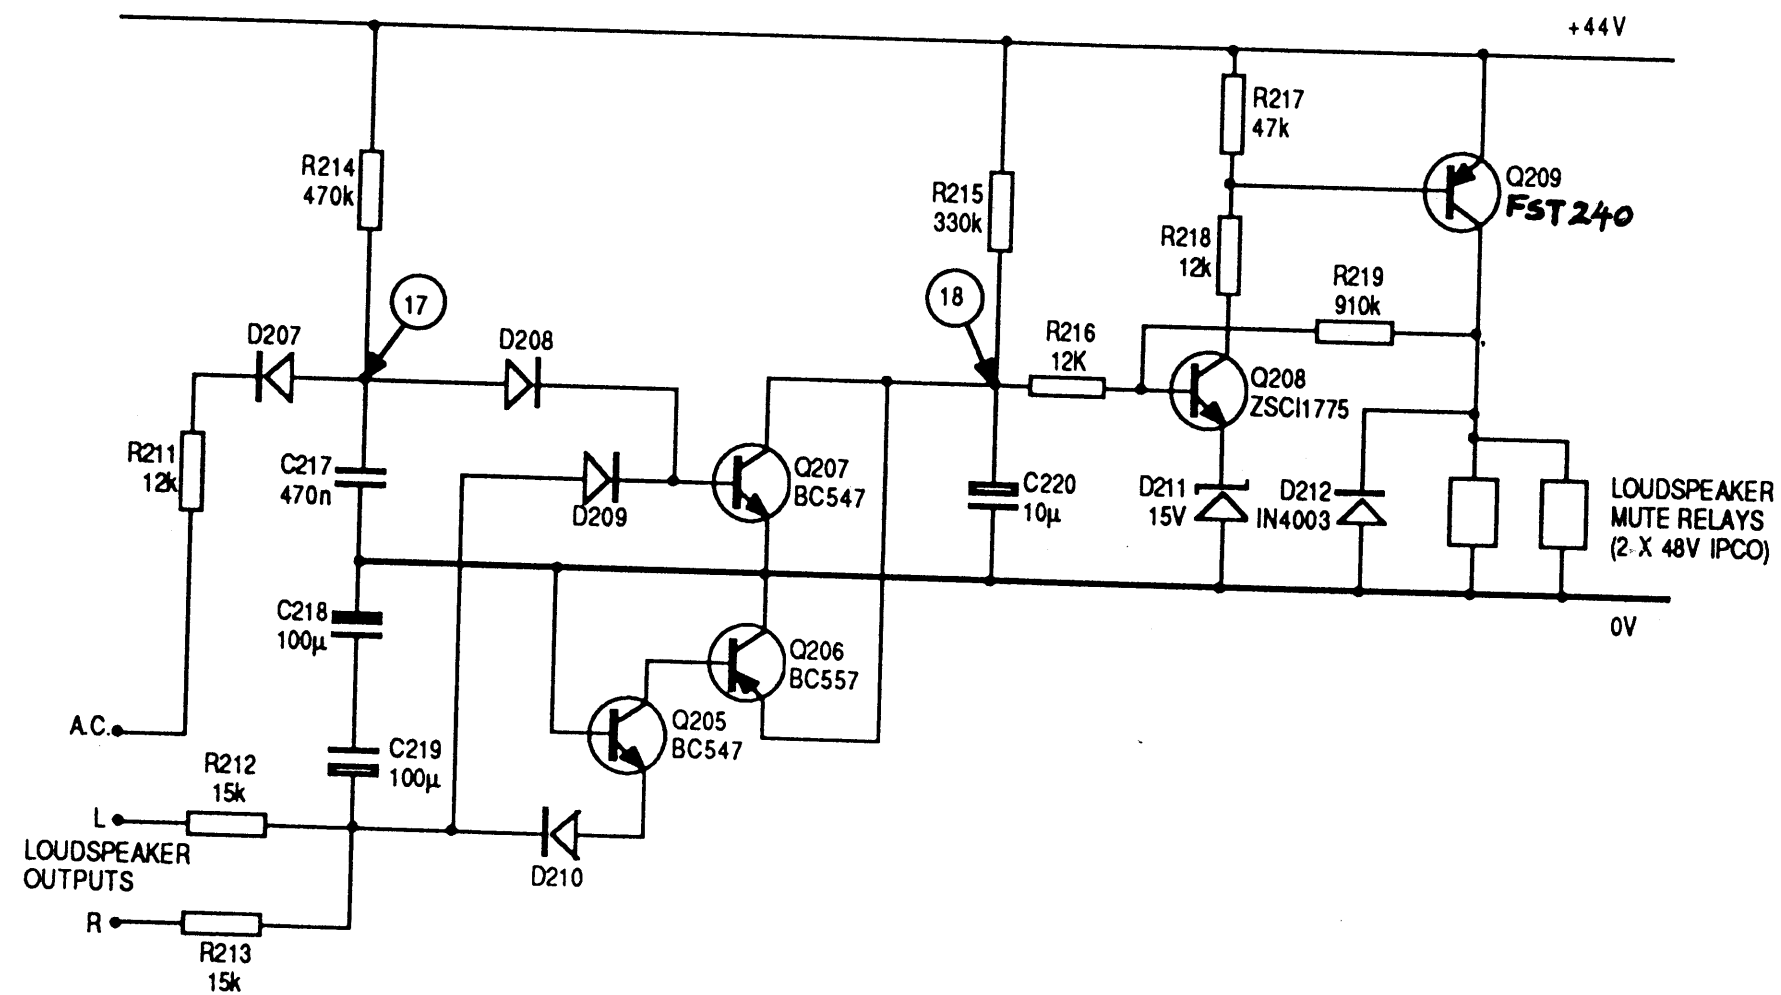 +44V
R217
47k
R214
470k
Q209
FST240
R215
330k
R218
12k
R219
910k
17
18
D207
D208
R216
12K
Q208
ZSCI1775
R211
12k
C217
470n
Q207
BC547
D209
C220
10µ
D211
15V
D212
IN4003
LOUDSPEAKER
MUTE RELAYS
(2 X 48V IPCO)
C218
100µ
0V
Q206
BC557
A.C.
Q205
BC547
C219
100µ
R212
15k
L
LOUDSPEAKER
OUTPUTS
D210
R
R213
15k